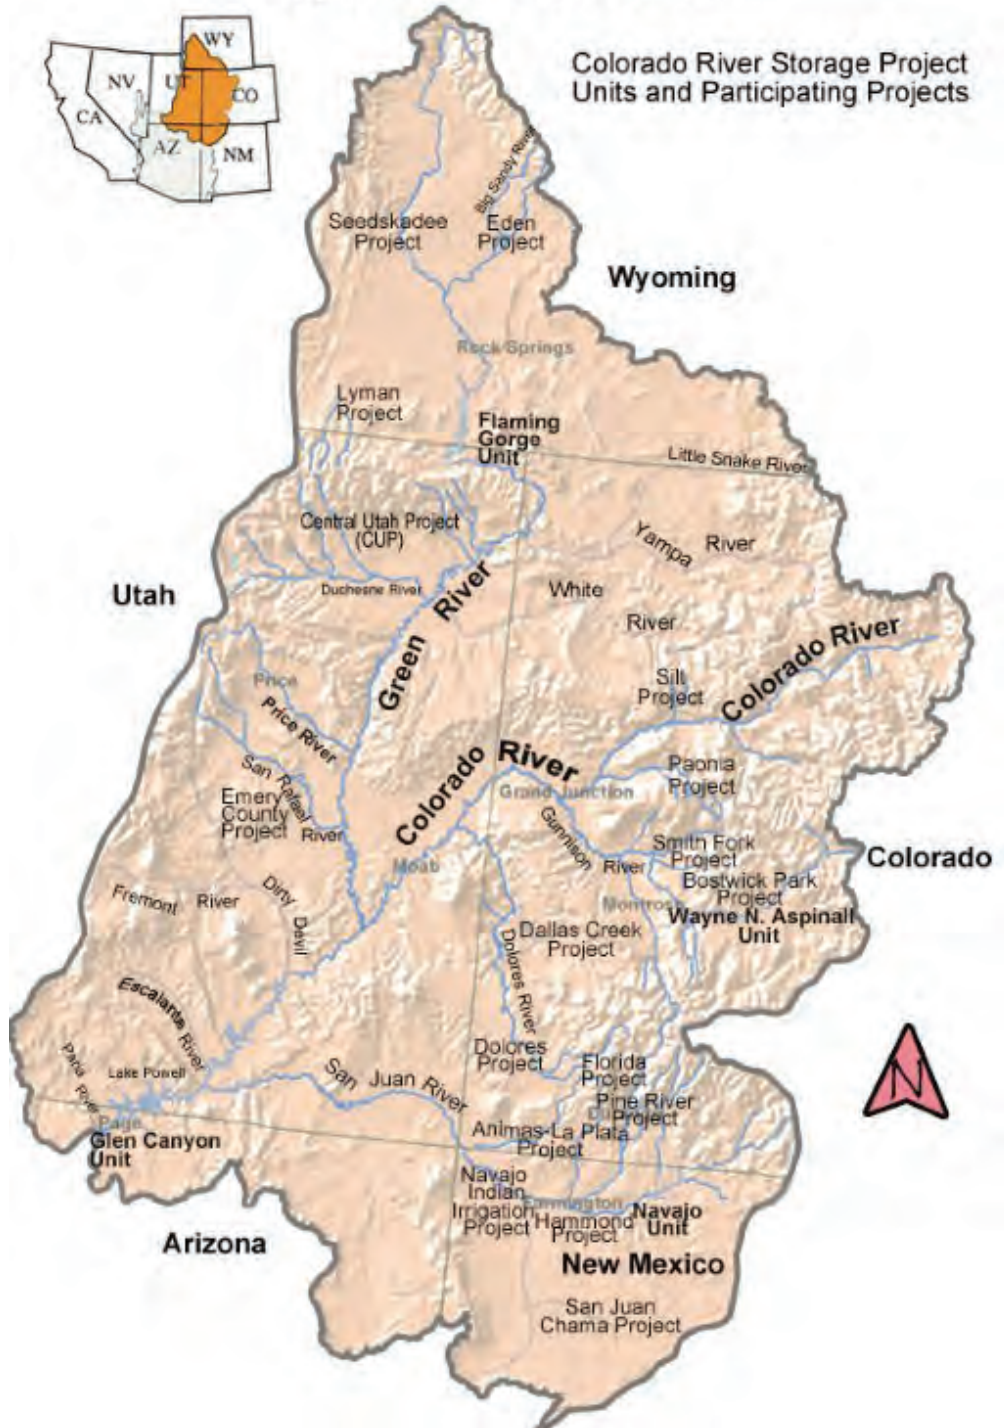 WY
NV
UT
CO
CA
AZ
NM
Colorado River Storage Project
Units and Participating Projects
Big Sandy River
Seedskadee
Project
Eden
Project
Wyoming
Rock Springs
Lyman
Project
Flaming
Gorge
Unit
Little Snake River
Central Utah Project
(CUP)
Yampa River
Utah
Duchesne River
Green River
White
River
Colorado River
Silt
Project
Price
Price River
Colorado River
Paonia
Project
Grand Junction
San Rafael
River
Emery
County
Project
Gunnison
River
Smith Fork
Project
Colorado
Moab
Bostwick Park
Project
Fremont River
Dirty
Devil
Montrose
Wayne N. Aspinall
Unit
Dallas Creek
Project
Dolores River
Escalante River
Paria River
Lake Powell
San Juan River
Dolores
Project
Florida
Project
Pine River
Project
N
Page
Glen Canyon
Unit
Animas-La Plata
Project
Navajo
Indian
Irrigation
Project
Farmington
Hammond
Project
Navajo
Unit
Arizona
New Mexico
San Juan
Chama Project